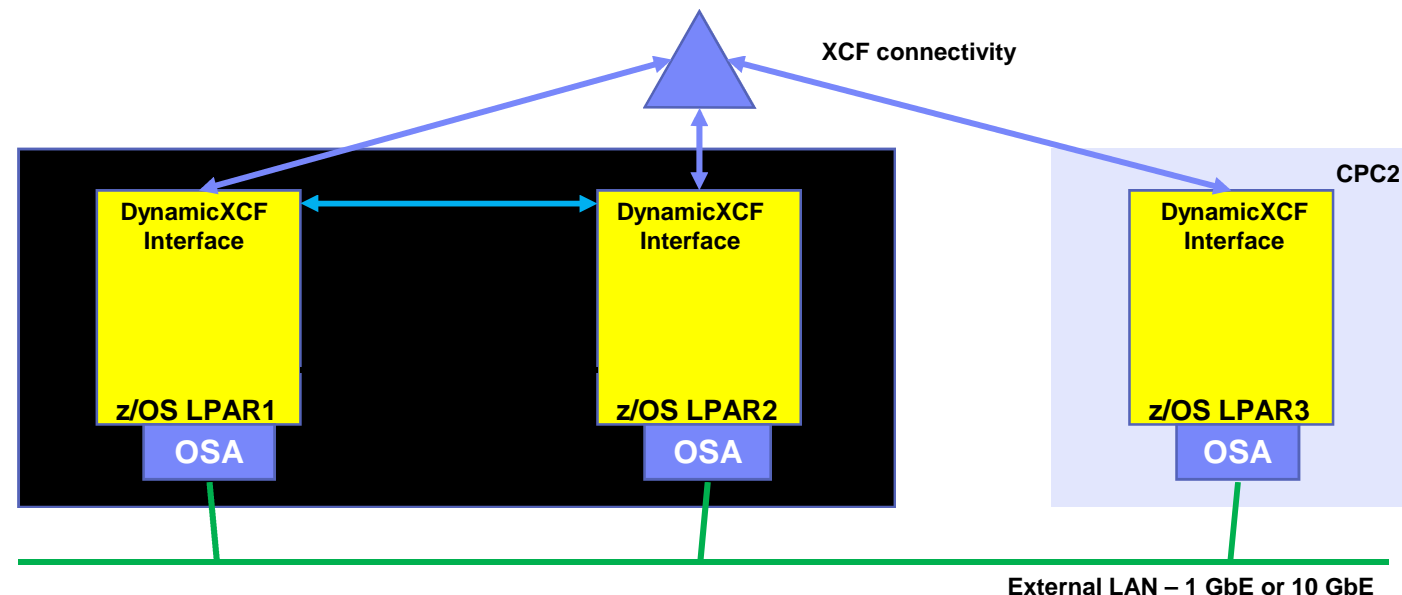 XCF connectivity
CPC2
DynamicXCF
Interface
DynamicXCF
Interface
DynamicXCF
Interface
z/OS LPAR1
z/OS LPAR2
z/OS LPAR3
OSA
OSA
OSA
External LAN – 1 GbE or 10 GbE